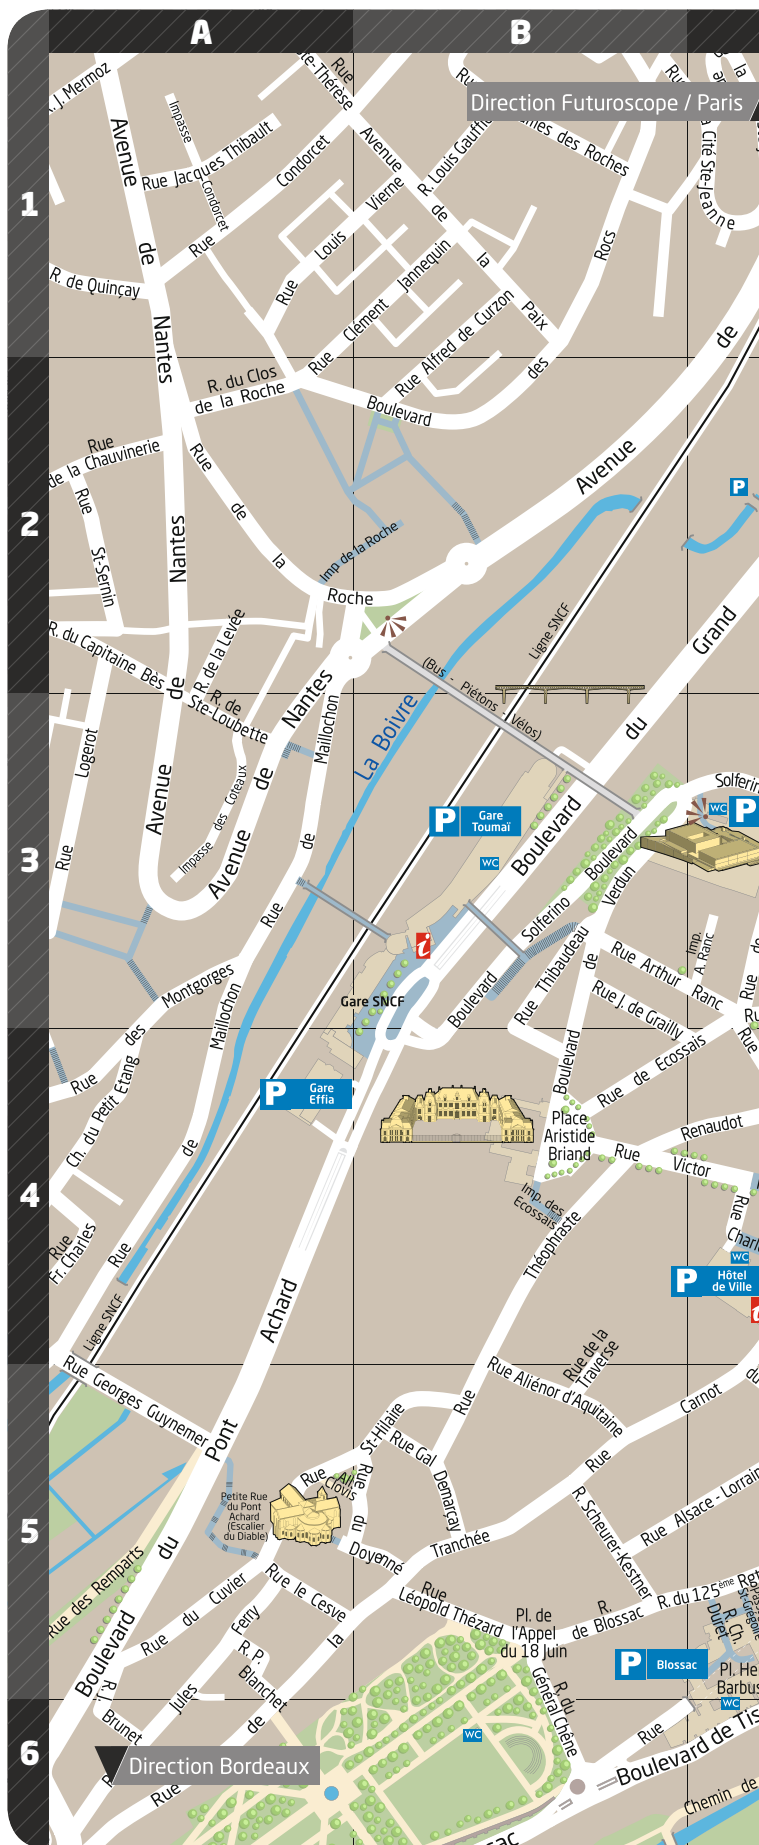 A
B
1
2
3
4
5
6
R. J. Mermoz
Avenue
de
Nantes
Nantes
de
Avenue
Impasse
Condorcet
Rue Jacques Thibault
Rue
Condorcet
Rue
Ste-Thérèse
Avenue
de
la
Paix
R. Louis Gauffier
Direction Futuroscope / Paris
des Roches
Rocs
des
Boulevard
la Cité Ste-Jeanne
R. de Quinçay
Rue
Louis
Vierne
Rue
Clément
Jannequin
Rue Alfred de Curzon
R. du Clos
de la Roche
Rue
de la Chauvinerie
Rue
St-Sernin
Rue
de
la
Roche
Imp de la Roche
Avenue
de
P
R. du Capitaine Bès
R. de la Levée
R. de
Ste-Loubette
Nantes
de
Avenue
Maillochon
de
Rue
Maillochon
de
Rue
La Boivre
Ligne SNCF
(Bus - Piétons - Vélos)
Grand
du
Boulevard
Logerot
Rue
Impasse des Coteaux
P Gare
Toumaï
WC
Solferino
WC
P
Boulevard
Verdun
Solferino
Boulevard
i
Gare SNCF
Rue Thibaudeau
de
Boulevard
Rue Arthur Ranc
Imp.
A. Ranc
Rue J. de Grailly
Rue de Ecossais
Rue
de
Rue
Rue des Montgorges
Ch. du Petit Etang
P Gare
Effia
Place
Aristide
Briand
Rue
Victor
Renaudot
Imp. des
Ecossais
Théophraste
Rue
Rue
WC
P Hôtel
de Ville
i
Rue
Fr. Charles
Ligne SNCF
Achard
Pont
du
Boulevard
Rue Georges Guynemer
Rue de la
Traverse
Rue Aliénor d'Aquitaine
Carnot
du
Rue
St-Hilaire
Rue Gal
Demarçay
Rue
All.
Clovis
Rue
du
Doyenné
Petite Rue
du Pont
Achard
(Escalier
du Diable)
Tranchée
la
de
Rue
R. Scheurer-Kestner
Rue Alsace - Lorraine
Rue des Remparts
Rue du Cuvier
Rue le Cesve
Rue
Léopold Thézard
Pl. de
l'Appel
du 18 Juin
R.
de Blossac
R. du 125ème Rgt
R. Ch.
Duret
Jules
Ferry
R. P.
Blanchet
R. J.
Brunet
P Blossac
WC
R. du
Général Chêne
WC
Rue
Boulevard de Tis
Chemin de
Direction Bordeaux